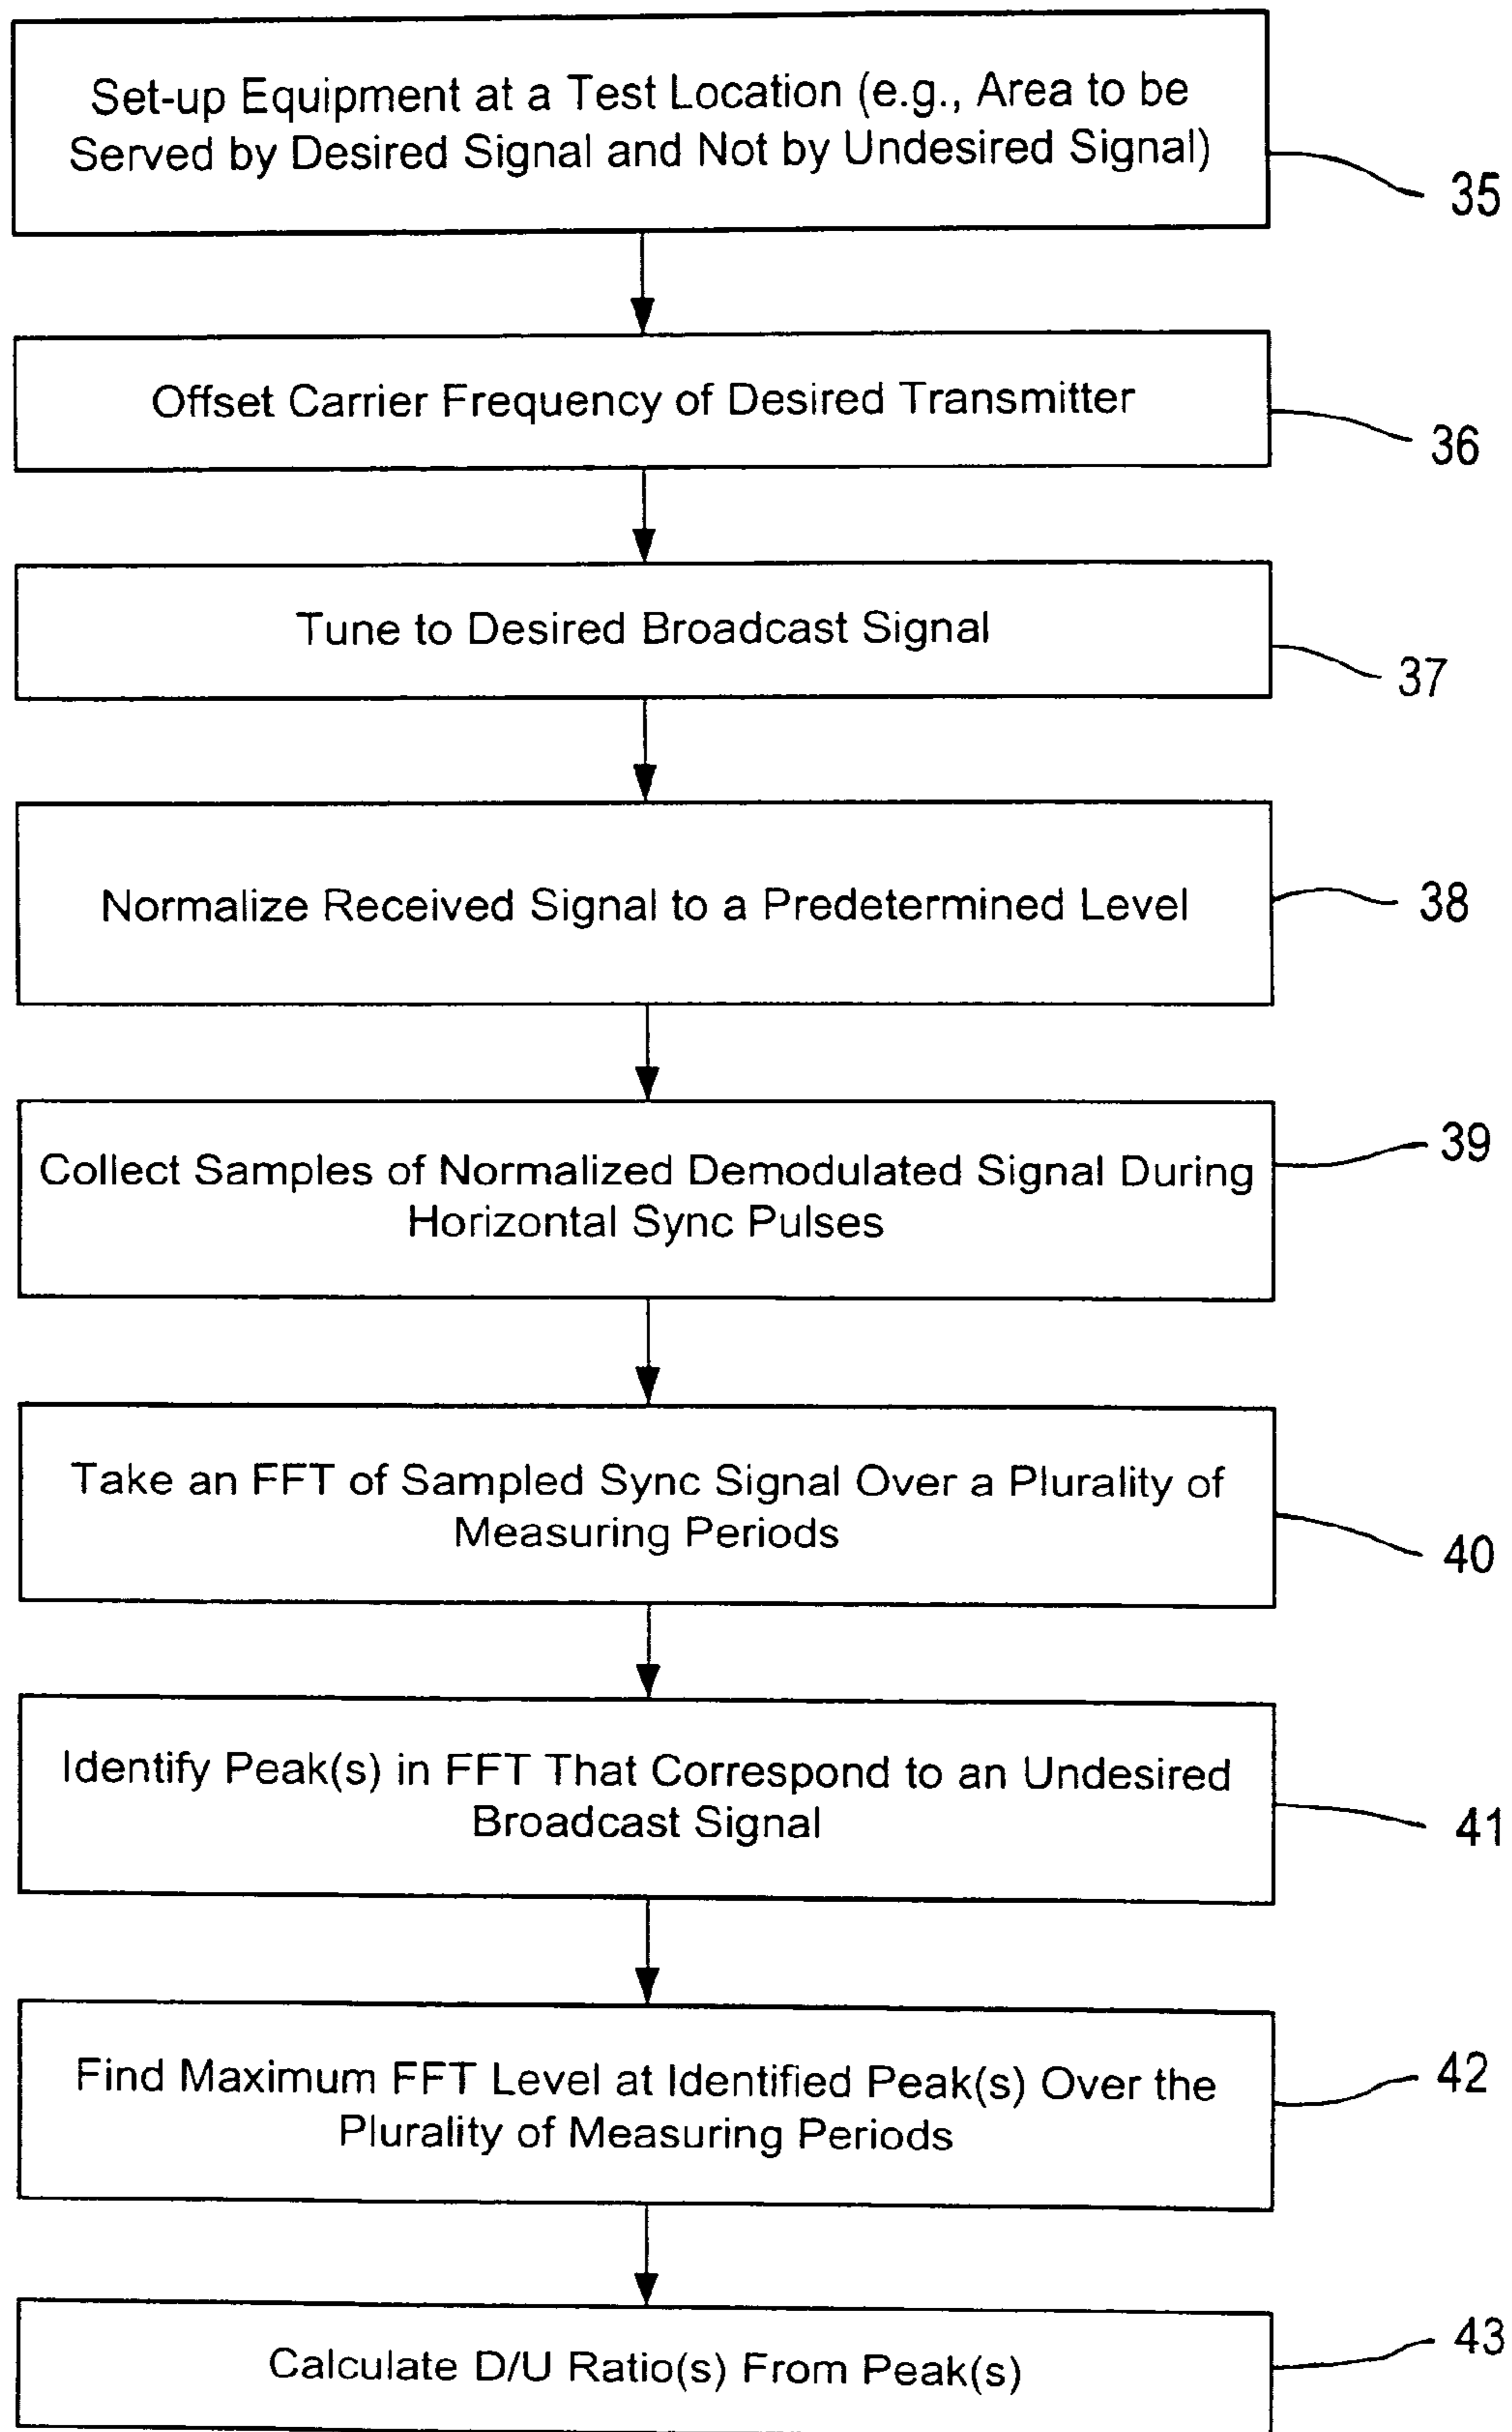 Set-up Equipment at a Test Location (e.g., Area to be
Served by Desired Signal and Not by Undesired Signal)
35
Offset Carrier Frequency of Desired Transmitter
36
Tune to Desired Broadcast Signal
37
Normalize Received Signal to a Predetermined Level
38
Collect Samples of Normalized Demodulated Signal During
Horizontal Sync Pulses
39
Take an FFT of Sampled Sync Signal Over a Plurality of
Measuring Periods
40
Identify Peak(s) in FFT That Correspond to an Undesired
Broadcast Signal
41
Find Maximum FFT Level at Identified Peak(s) Over the
Plurality of Measuring Periods
42
Calculate D/U Ratio(s) From Peak(s)
43